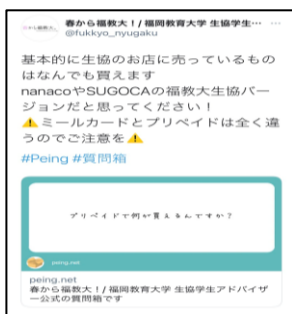 春から福教大！/ 福岡教育大学 生協学生…
@fukkyo_nyugaku
基本的に生協のお店に売っているもの
はなんでも買えます
nanacoやSUGOCAの福教大生協バー
ジョンだと思ってください！
⚠️ミールカードとプリペイドは全く違
うのでご注意を⚠️
#Peing #質問箱
プリペイドで何が買えるんですか？
peing.net
peing.net
春から福教大！/ 福岡教育大学 生協学生アドバイザ
ー公式の質問箱です